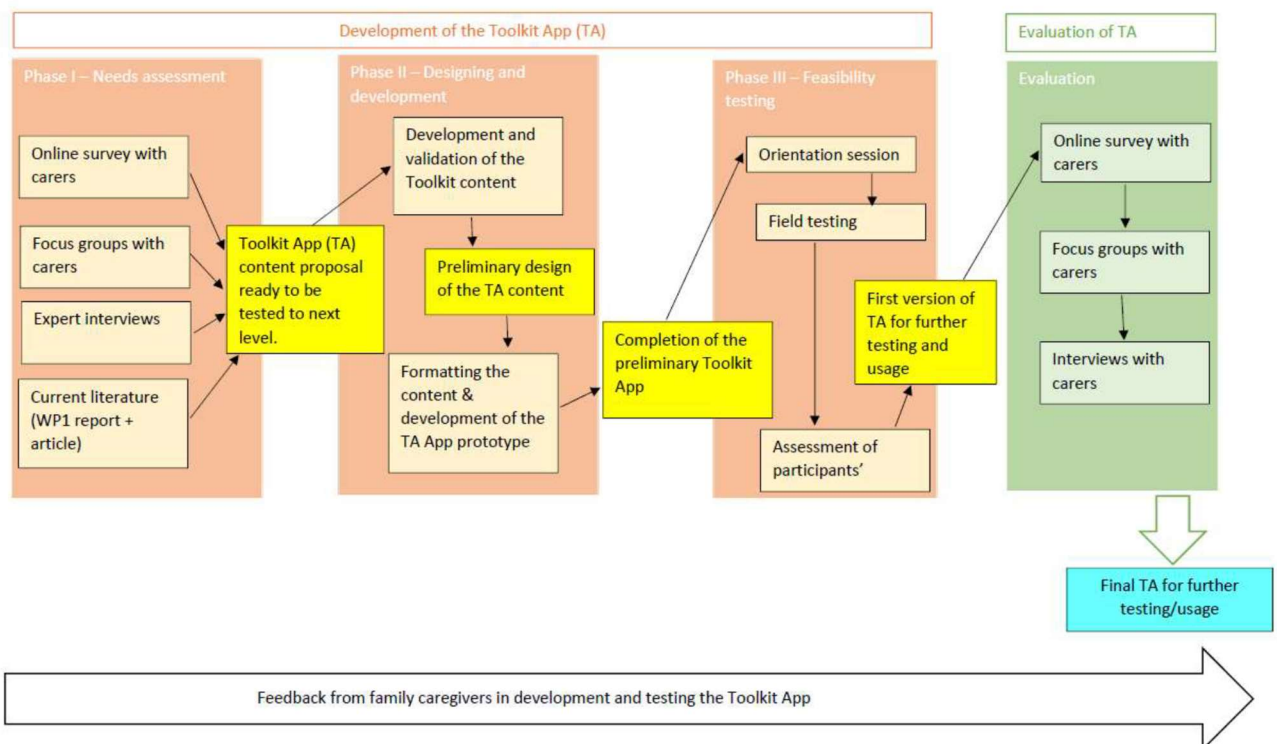 Development of the Toolkit App (TA)
Evaluation of TA
Phase I – Needs assessment
Online survey with
carers
Focus groups with
carers
Expert interviews
Current literature
(WP1 report +
article)
Toolkit App (TA)
content proposal
ready to be
tested to next
level.
Phase II – Designing and
development
Development and
validation of the
Toolkit content
Preliminary design
of the TA content
Formatting the
content &
development of the
TA App prototype
Completion of the
preliminary Toolkit
App
Phase III – Feasibility
testing
Orientation session
Field testing
Assessment of
participants’
First version of
TA for further
testing and
usage
Evaluation
Online survey with
carers
Focus groups with
carers
Interviews with
carers
Final TA for further
testing/usage
Feedback from family caregivers in development and testing the Toolkit App